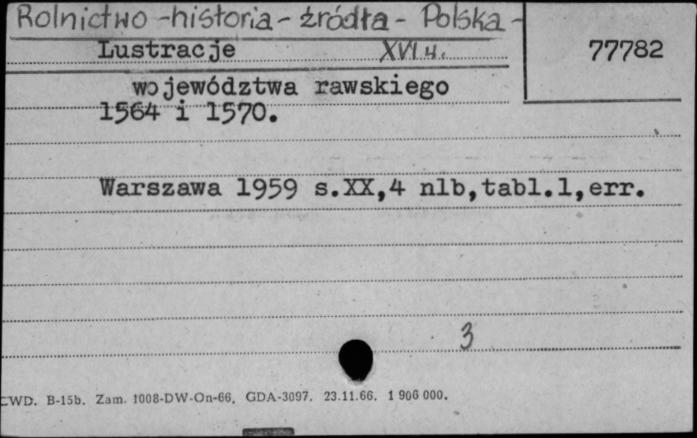 Rolnictwo - historia - źródła - Polska -
Lustracje XVI w.
77782
województwa rawskiego
1564 i 1570.
Warszawa 1959 s.XX,4 nlb,tabl.1,err.
3
CWD. B-15b. Zam. 1008-DW-On-66. GDA-3097. 23.11.66. 1 906 000.